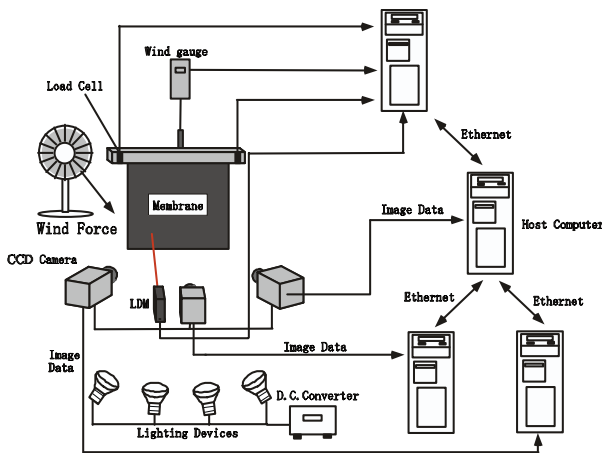 Wind gauge
Load Cell
Ethernet
Membrane
Image Data
Wind Force
Host Computer
CCD Camera
LDM
Ethernet
Ethernet
Image Data
Image
Data
D.C.Converter
Lighting Devices